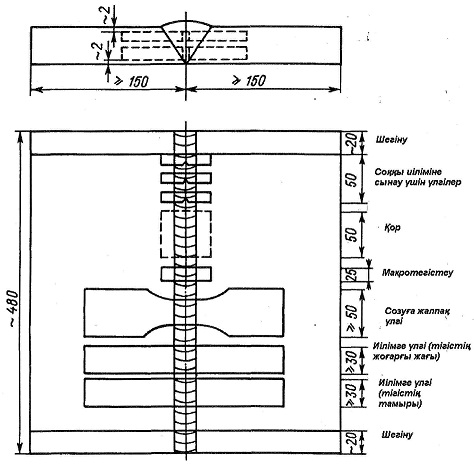 ~2
~2
⩾ 150
⩾ 150
~20
Шегіну
50
Соққы иіліміне
сынау үшін үлгілер
50
Қор
25
Макротегістеу
~ 480
⩾ 50
Созуға жалпақ
үлгі
⩾30
Иілімге үлгі (тігістің
жоғарғы жағы)
⩾30
Иілімге үлгі
(тігістің
тамыры)
~20
Шегіну